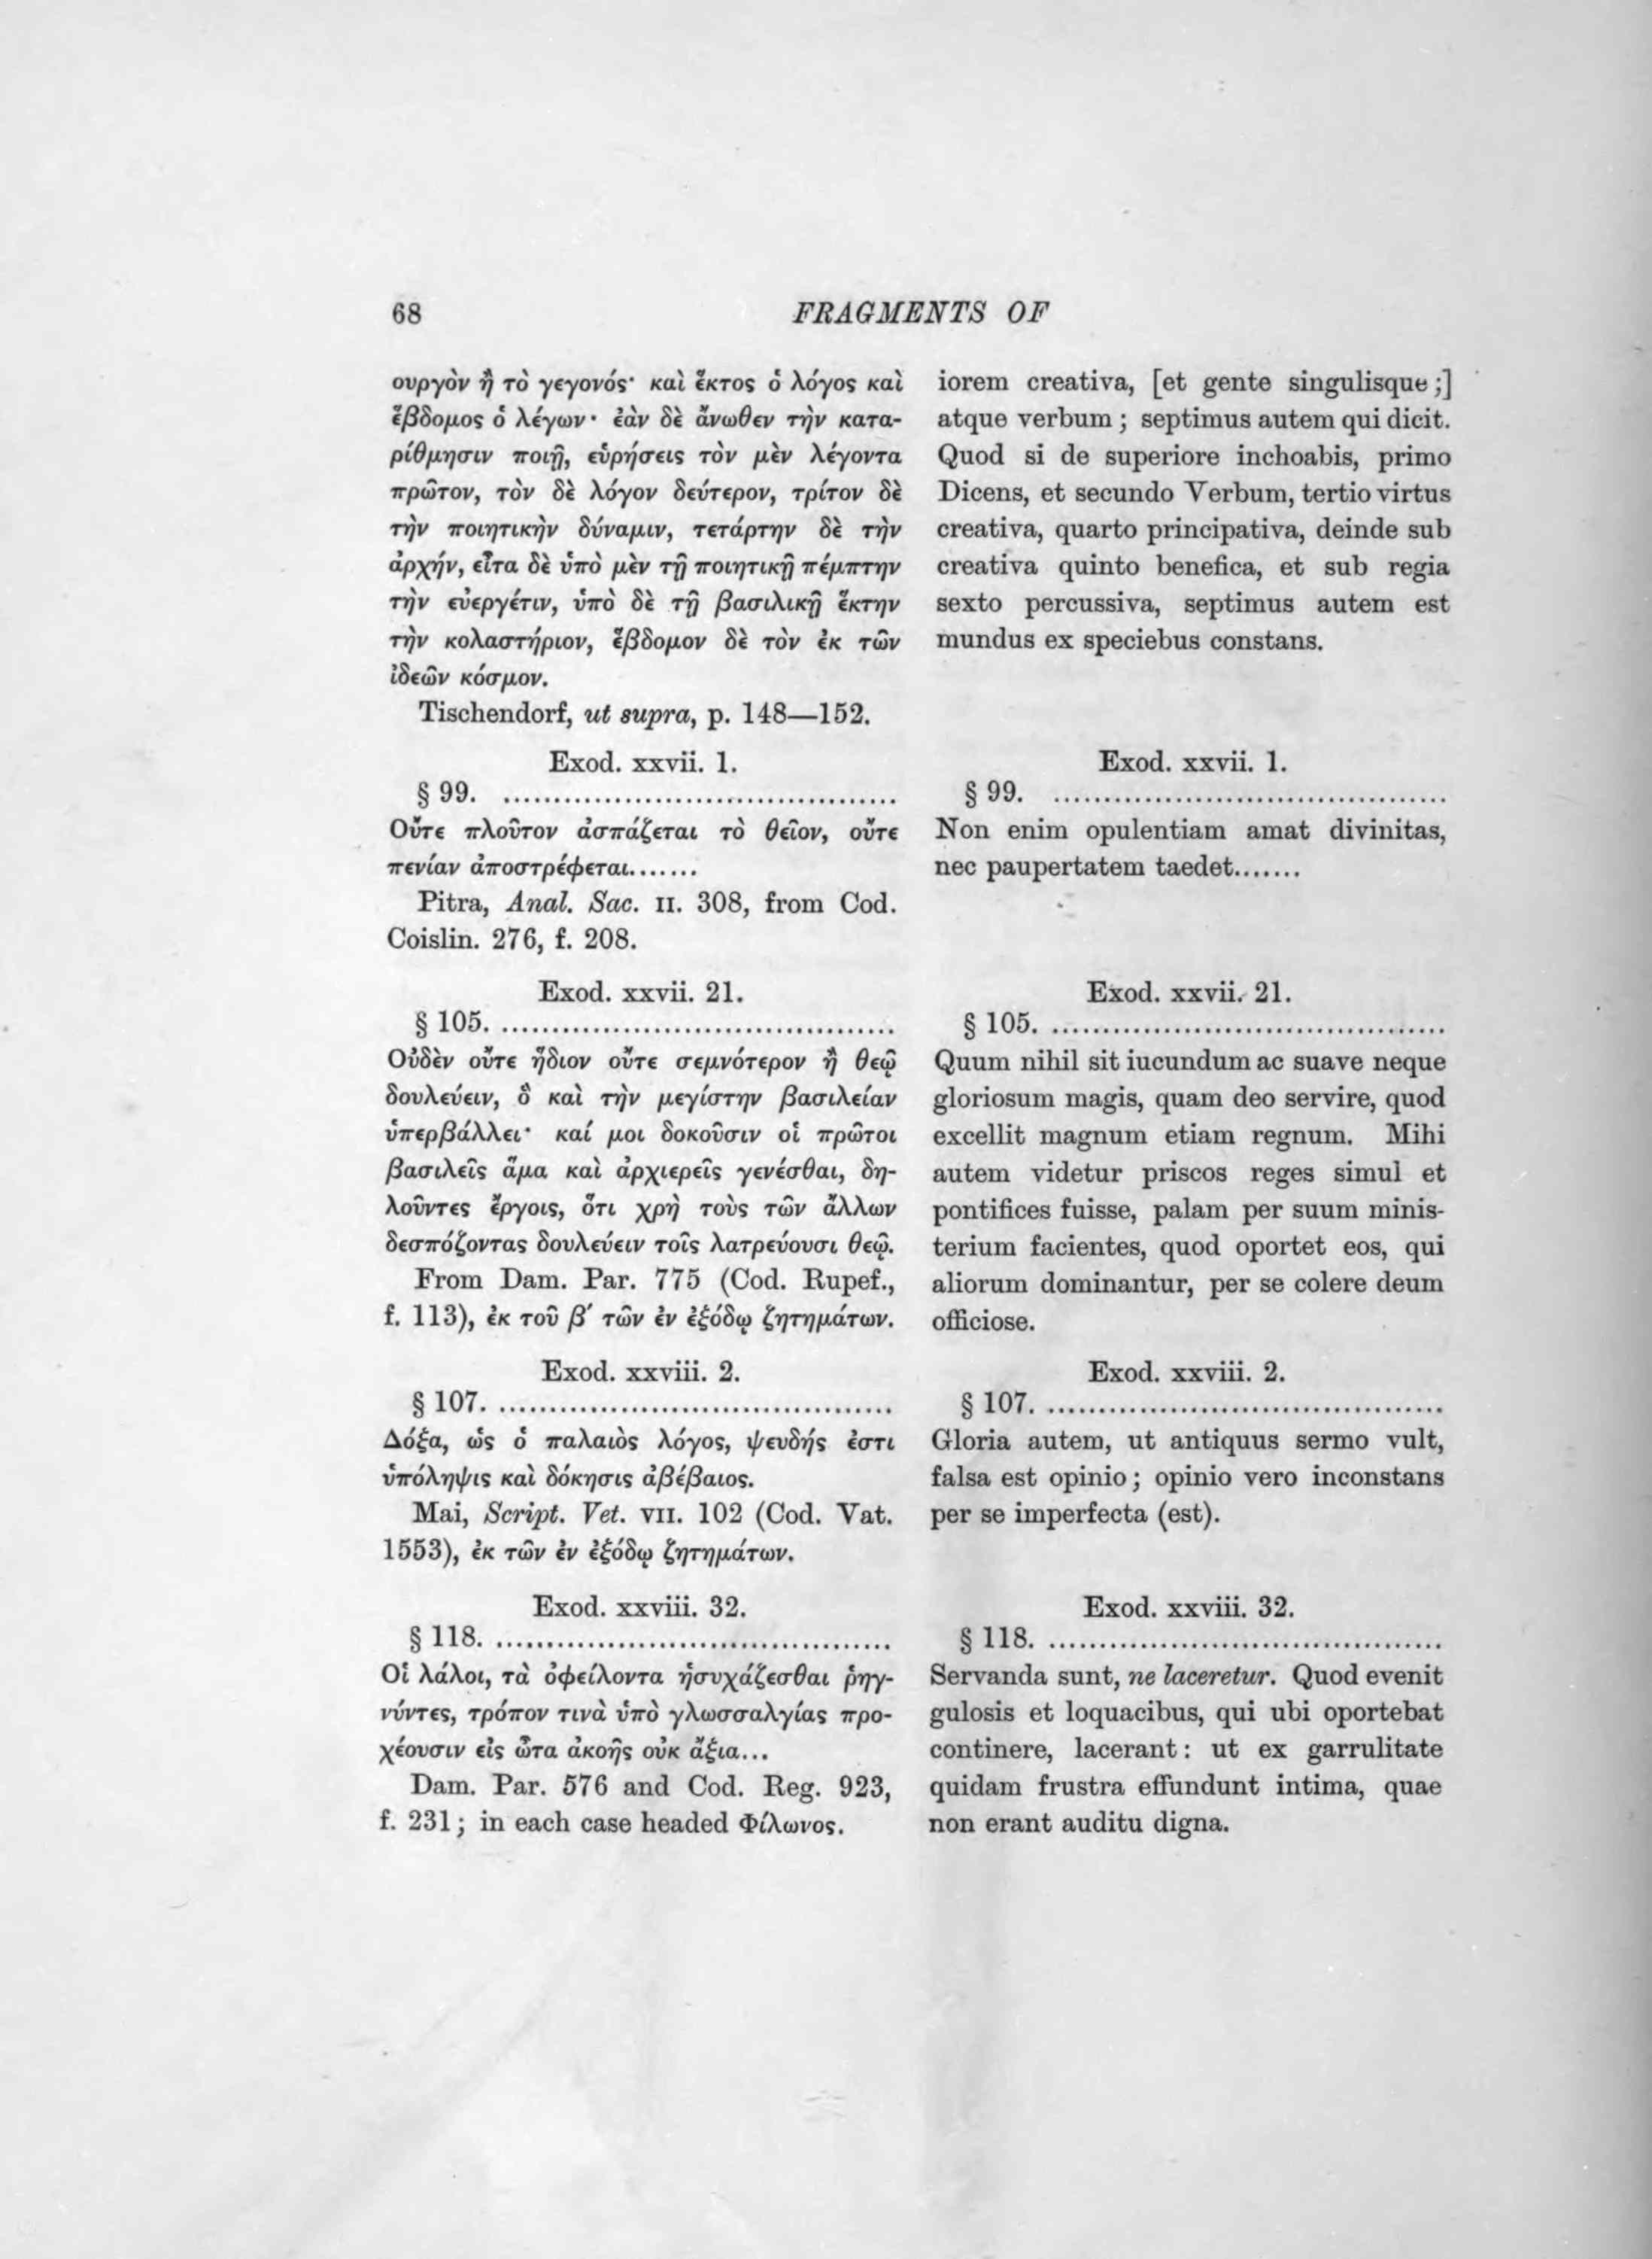 68
FRAGMENTS OF
ουργὸν ἢ τὸ γεγονός· καὶ ἕκτος ὁ λόγος καὶ
ἕβδομος ὁ λέγων· ἐὰν δὲ ἄνωθεν τὴν κατα-
ρίθμησιν ποιῇ, εὑρήσεις τὸν μὲν λέγοντα
πρῶτον, τὸν δὲ λόγον δεύτερον, τρίτον δὲ
τὴν ποιητικὴν δύναμιν, τετάρτην δὲ τὴν
ἀρχήν, εἶτα δὲ ὑπὸ μὲν τῇ ποιητικῇ πέμπτην
τὴν εὐεργέτιν, ὑπὸ δὲ τῇ βασιλικῇ ἕκτην
τὴν κολαστήριον, ἕβδομον δὲ τὸν ἐκ τῶν
ἰδεῶν κόσμον.
Tischendorf, ut supra, p. 148—152.
Exod. xxvii. 1.
§ 99. .......................................
Οὔτε πλοῦτον ἀσπάζεται τὸ θεῖον, οὔτε
πενίαν ἀποστρέφεται.......
Pitra, Anal. Sac. II. 308, from Cod.
Coislin. 276, f. 208.
Exod. xxvii. 21.
§ 105. .......................................
Οὐδὲν οὔτε ἥδιον οὔτε σεμνότερον ἢ θεῷ
δουλεύειν, ὃ καὶ τὴν μεγίστην βασιλείαν
ὑπερβάλλει· καί μοι δοκοῦσιν οἱ πρῶτοι
βασιλεῖς ἅμα καὶ ἀρχιερεῖς γενέσθαι, δη-
λοῦντες ἔργοις, ὅτι χρὴ τοὺς τῶν ἄλλων
δεσπόζοντας δουλεύειν τοῖς λατρεύουσι θεῷ.
From Dam. Par. 775 (Cod. Rupef.,
f. 113), ἐκ τοῦ β′ τῶν ἐν ἐξόδῳ ζητημάτων.
Exod. xxviii. 2.
§ 107. .......................................
Δόξα, ὡς ὁ παλαιὸς λόγος, ψευδής ἐστι
ὑπόληψις καὶ δόκησις ἀβέβαιος.
Mai, Script. Vet. VII. 102 (Cod. Vat.
1553), ἐκ τῶν ἐν ἐξόδῳ ζητημάτων.
Exod. xxviii. 32.
§ 118. .......................................
Οἱ λάλοι, τὰ ὀφείλοντα ἡσυχάζεσθαι ῥηγ-
νύντες, τρόπον τινὰ ὑπὸ γλωσσαλγίας προ-
χέουσιν εἰς ὦτα ἀκοῆς οὐκ ἄξια...
Dam. Par. 576 and Cod. Reg. 923,
f. 231; in each case headed Φίλωνος.
iorem creativa, [et gente singulisque;]
atque verbum; septimus autem qui dicit.
Quod si de superiore inchoabis, primo
Dicens, et secundo Verbum, tertio virtus
creativa, quarto principativa, deinde sub
creativa quinto benefica, et sub regia
sexto percussiva, septimus autem est
mundus ex speciebus constans.
Exod. xxvii. 1.
§ 99. .......................................
Non enim opulentiam amat divinitas,
nec paupertatem taedet.......
Exod. xxvii. 21.
§ 105. .......................................
Quum nihil sit iucundum ac suave neque
gloriosum magis, quam deo servire, quod
excellit magnum etiam regnum. Mihi
autem videtur priscos reges simul et
pontifices fuisse, palam per suum minis-
terium facientes, quod oportet eos, qui
aliorum dominantur, per se colere deum
officiose.
Exod. xxviii. 2.
§ 107. .......................................
Gloria autem, ut antiquus sermo vult,
falsa est opinio; opinio vero inconstans
per se imperfecta (est).
Exod. xxviii. 32.
§ 118. .......................................
Servanda sunt, ne laceretur. Quod evenit
gulosis et loquacibus, qui ubi oportebat
continere, lacerant: ut ex garrulitate
quidam frustra effundunt intima, quae
non erant auditu digna.